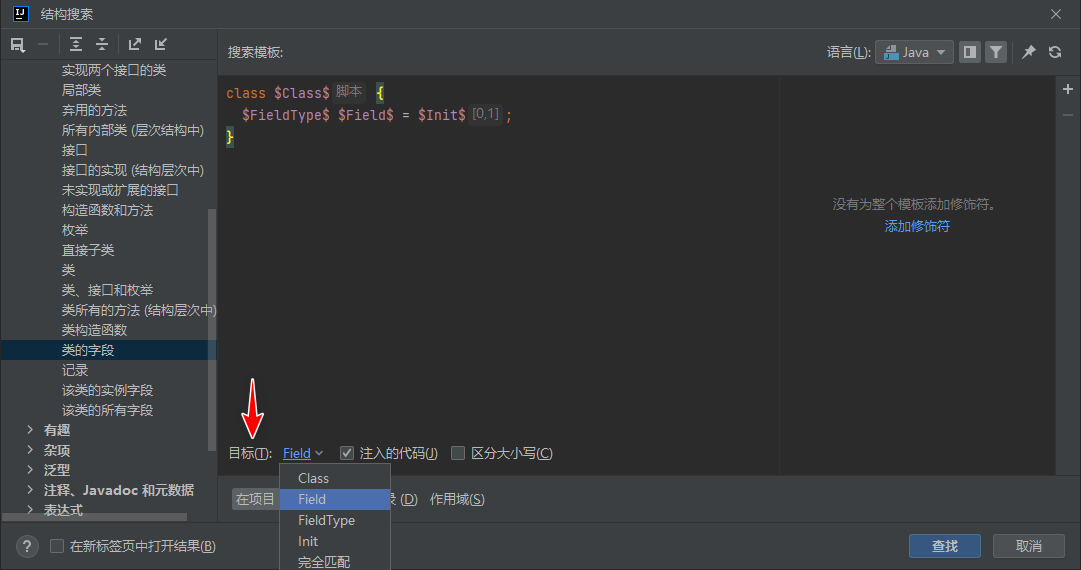 结构搜索
搜索模板:
语言(L): Java
实现两个接口的类
局部类
弃用的方法
所有内部类 (层次结构中)
接口
接口的实现 (结构层次中)
未实现或扩展的接口
构造函数和方法
枚举
直接子类
类
类、接口和枚举
类所有的方法 (结构层次中)
类构造函数
类的字段
记录
该类的实例字段
该类的所有字段
有趣
杂项
泛型
注释、Javadoc 和元数据
表达式
class $Class$ 脚本 {
$FieldType$ $Field$ = $Init$ [0,1] ;
}
没有为整个模板添加修饰符。
添加修饰符
目标(T): Field 注入的代码(J) 区分大小写(C)
Class
Field
FieldType
Init
完全匹配
在项目 (D) 作用域(S)
? 在新标签页中打开结果(B)
查找 取消